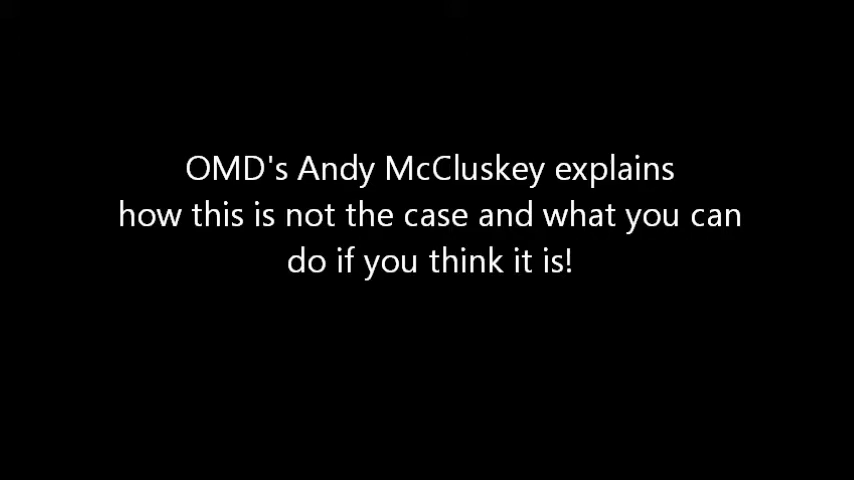 OMD's Andy McCluskey explains
how this is not the case and what you can
do if you think it is!